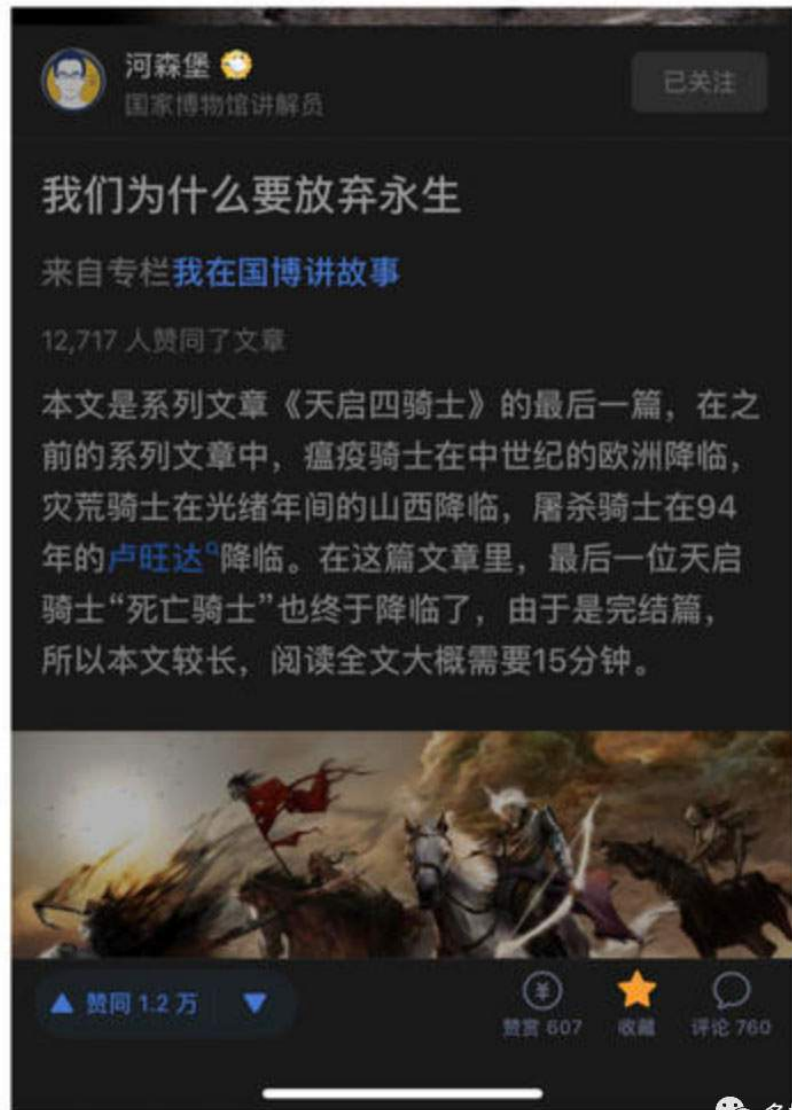 河森堡
国家博物馆讲解员
已关注
我们为什么要放弃永生
来自专栏我在国博讲故事
12,717 人赞同了文章
本文是系列文章《天启四骑士》的最后一篇，在之
前的系列文章中，瘟疫骑士在中世纪的欧洲降临，
灾荒骑士在光绪年间的山西降临，屠杀骑士在94
年的卢旺达降临。在这篇文章里，最后一位天启
骑士“死亡骑士”也终于降临了，由于是完结篇，
所以本文较长，阅读全文大概需要15分钟。
赞同 1.2 万
赞赏 607
收藏
评论 760